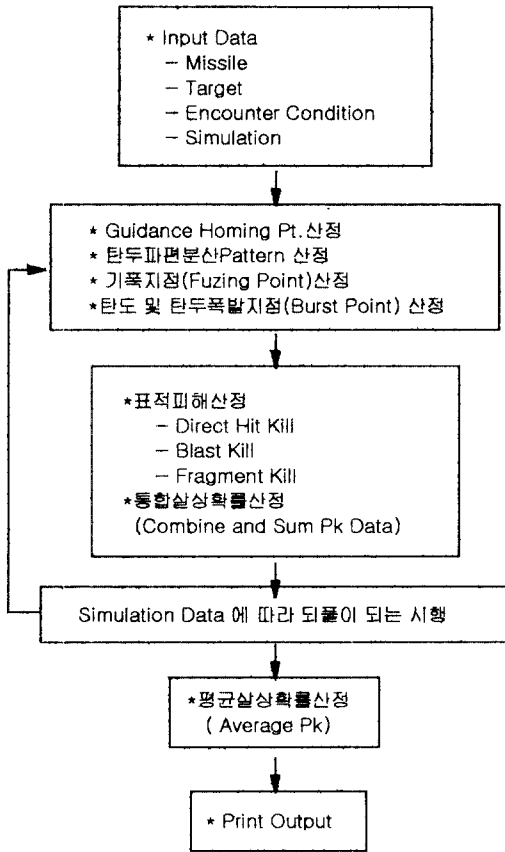 * Input Data
– Missile
– Target
– Encounter Condition
– Simulation
* Guidance Homing Pt.산정
* 탄두파편분산Pattern 산정
* 기폭지점(Fuzing Point)산정
*탄도 및 탄두폭발지점(Burst Point) 산정
*표적피해산정
– Direct Hit Kill
– Blast Kill
– Fragment Kill
*통합살상확률산정
(Combine and Sum Pk Data)
Simulation Data 에 따라 되풀이 되는 시행
*평균살상확률산정
( Average Pk)
* Print Output